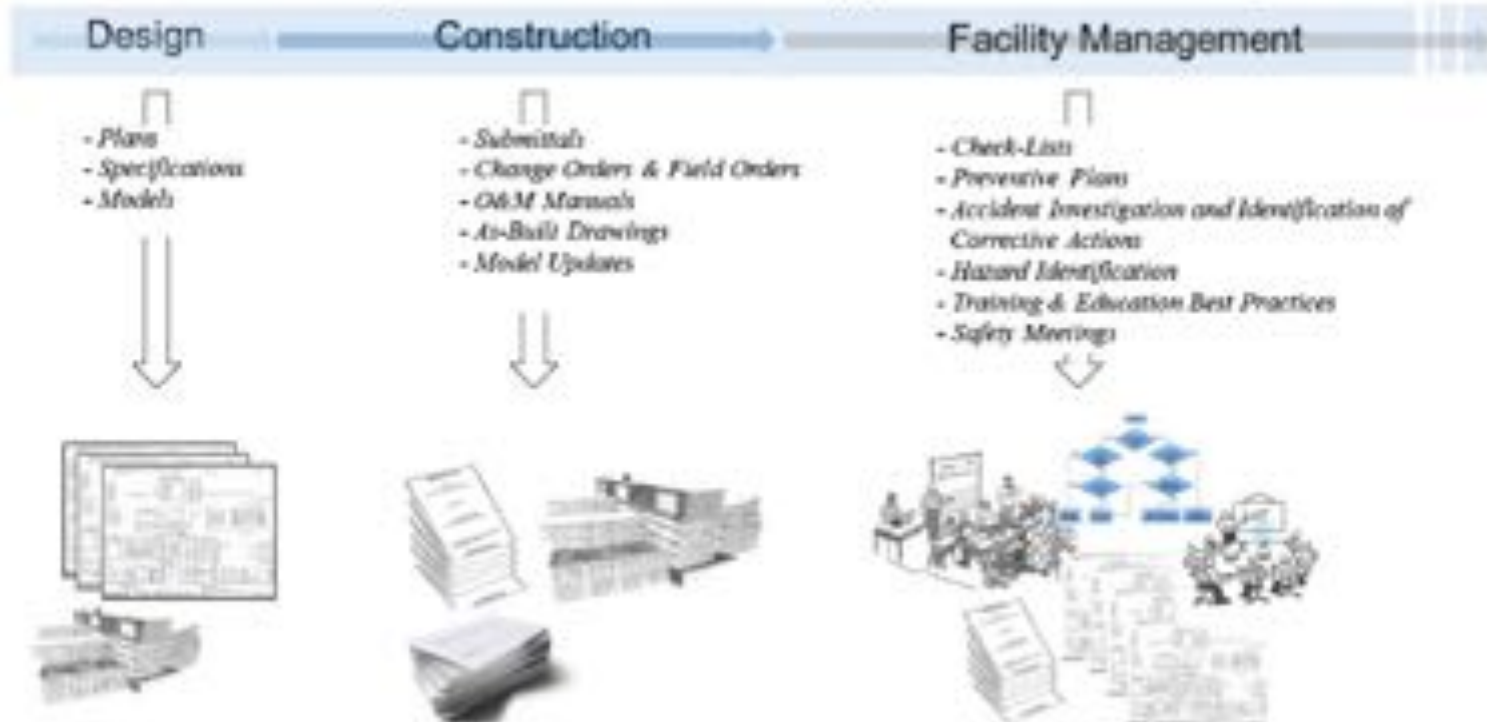 Design
Construction
Facility Management
- Plans
- Specifications
- Models
- Submittals
- Change Orders & Field Orders
- O&M Manuals
- As-Built Drawings
- Model Updates
- Check-Lists
- Preventive Plans
- Accident Investigation and Identification of
Corrective Actions
- Hazard Identification
- Training & Education Best Practices
- Safety Meetings